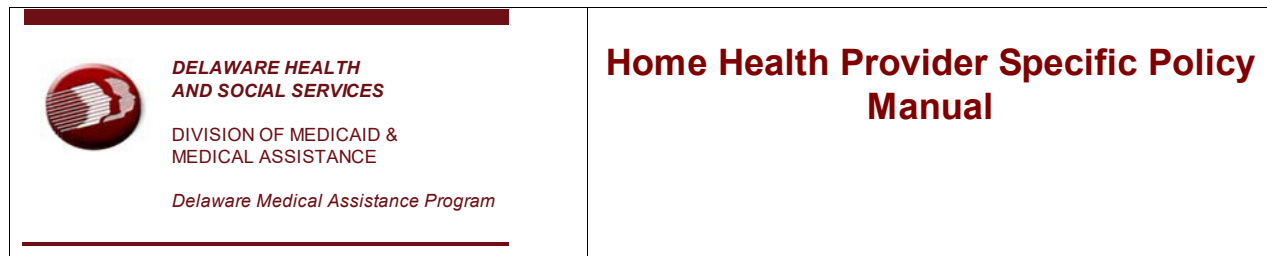 DELAWARE HEALTH
AND SOCIAL SERVICES
DIVISION OF MEDICAID &
MEDICAL ASSISTANCE
Delaware Medical Assistance Program
Home Health Provider Specific Policy
Manual